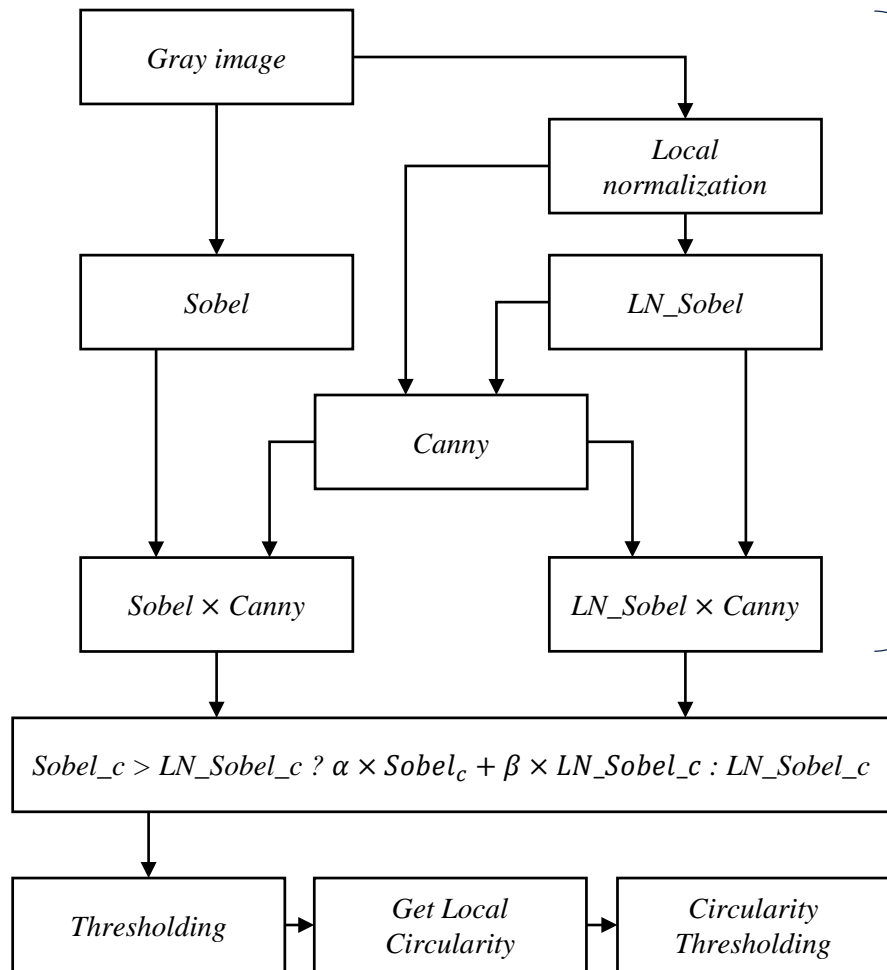 Gray image
Local
normalization
Sobel
LN_Sobel
Canny
Sobel × Canny
LN_Sobel × Canny
Sobel_c > LN_Sobel_c ? α × Sobel_c + β × LN_Sobel_c : LN_Sobel_c
Thresholding
Get Local
Circularity
Circularity
Thresholding